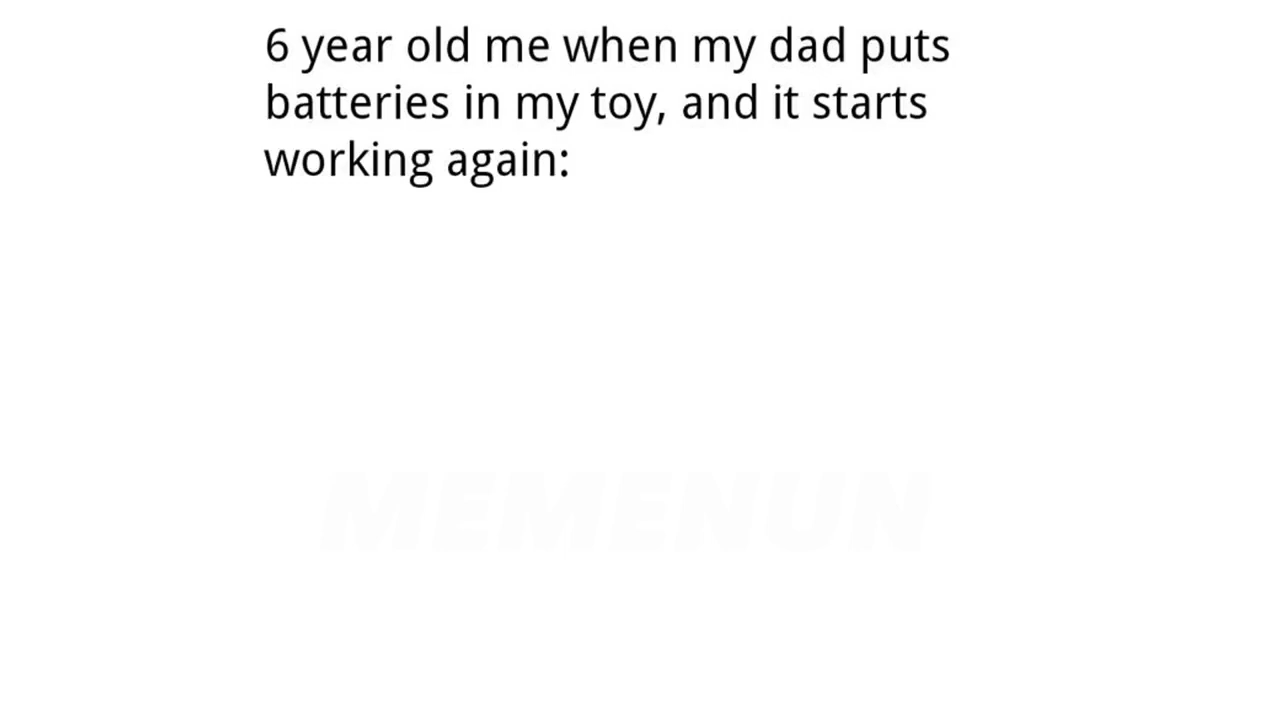 6 year old me when my dad puts
batteries in my toy, and it starts
working again:
MEMENUN